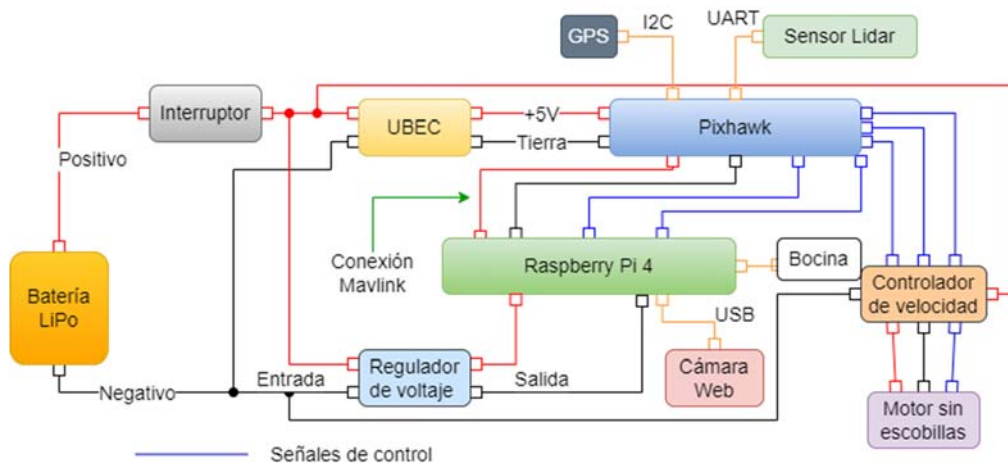 GPS
I2C
UART
Sensor Lidar
Interruptor
UBEC
+5V
Tierra
Pixhawk
Positivo
Conexión
Mavlink
Raspberry Pi 4
Bocina
Controlador
de velocidad
Batería
LiPo
USB
Negativo
Entrada
Regulador
de voltaje
Salida
Cámara
Web
Motor sin
escobillas
Señales de control